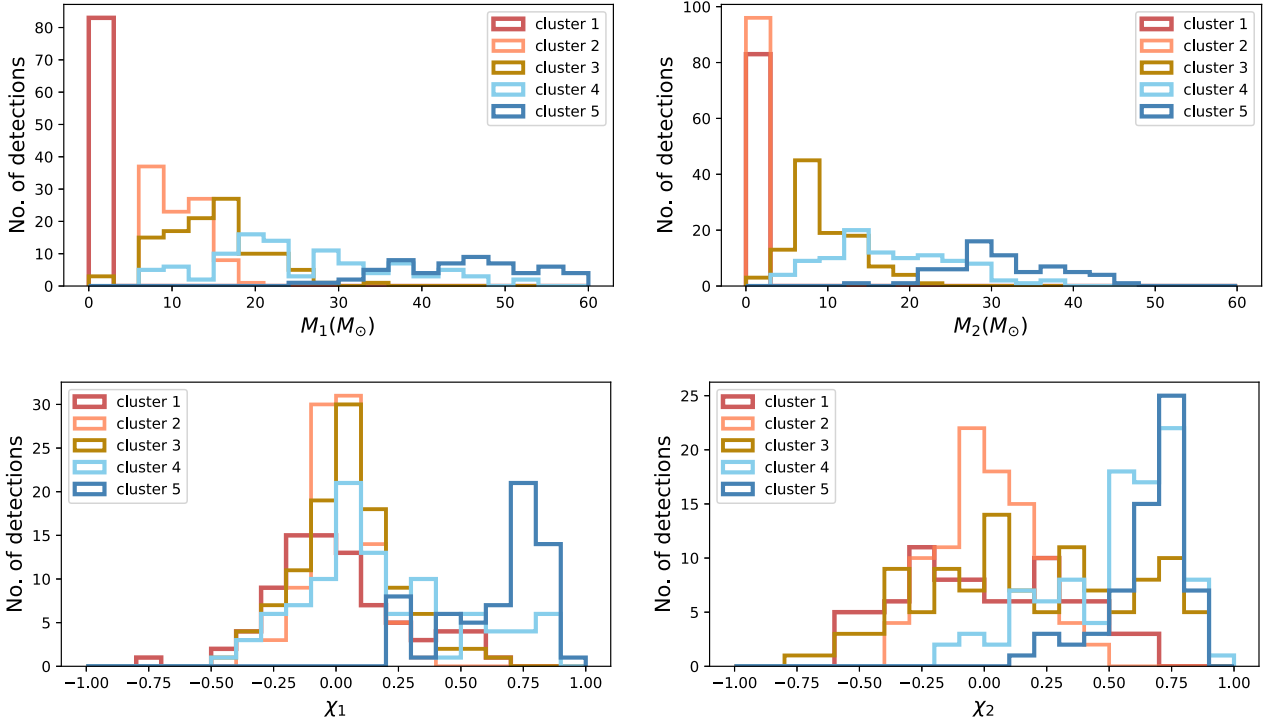 No. of detections
80
70
60
50
40
30
20
10
0
0
10
20
30
40
50
60
M1(M⊙)
cluster 1
cluster 2
cluster 3
cluster 4
cluster 5
No. of detections
100
80
60
40
20
0
0
10
20
30
40
50
60
M2(M⊙)
cluster 1
cluster 2
cluster 3
cluster 4
cluster 5
No. of detections
30
25
20
15
10
5
0
−1.00
−0.75
−0.50
−0.25
0.00
0.25
0.50
0.75
1.00
χ1
cluster 1
cluster 2
cluster 3
cluster 4
cluster 5
No. of detections
25
20
15
10
5
0
−1.00
−0.75
−0.50
−0.25
0.00
0.25
0.50
0.75
1.00
χ2
cluster 1
cluster 2
cluster 3
cluster 4
cluster 5